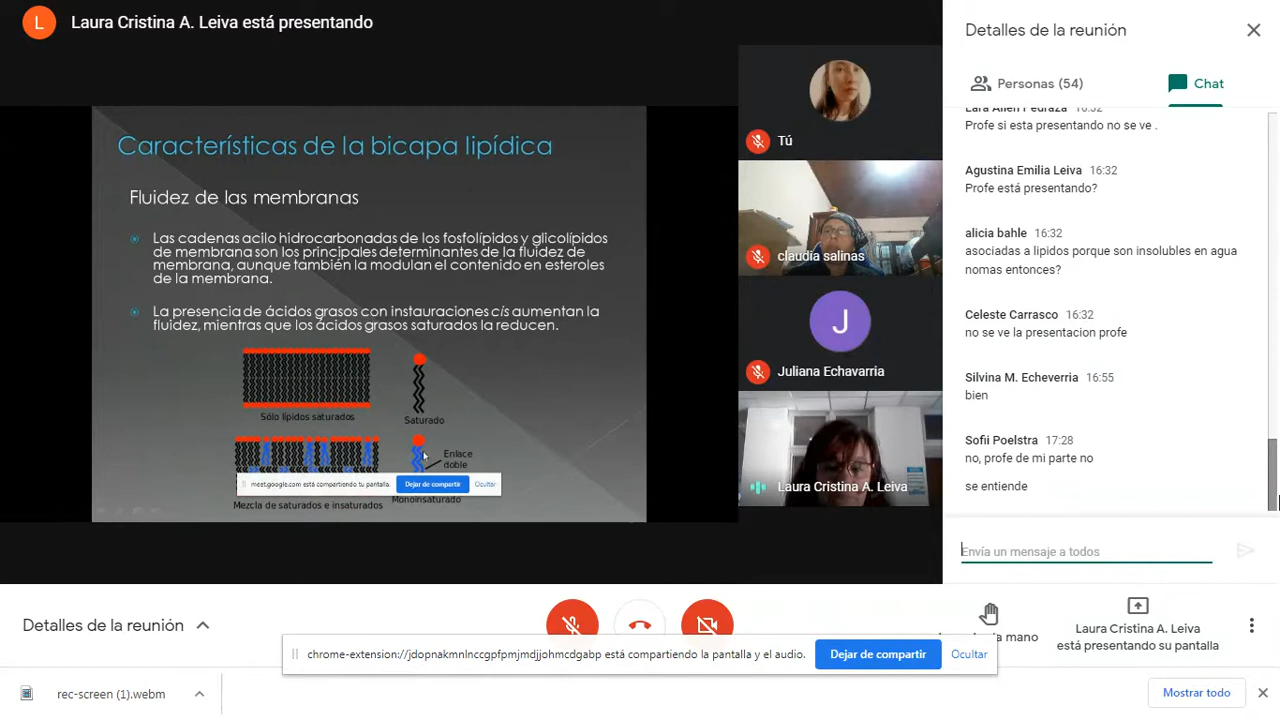 L
Laura Cristina A. Leiva está presentando
Características de la bicapa lipídica
Fluidez de las membranas
Las cadenas acilo hidrocarbonadas de los fosfolípidos y glicolípidos
de membrana son los principales determinantes de la fluidez de
membrana, aunque también la modulan el contenido en esteroles
de la membrana.
La presencia de ácidos grasos con instauraciones cis aumentan la
fluidez, mientras que los ácidos grasos saturados la reducen.
Sólo lípidos saturados
Saturado
Enlace
doble
meet.google.com está compartiendo tu pantalla.
Dejar de compartir
Ocultar
Monoinsaturado
Mezcla de saturados e insaturados
Tú
claudia salinas
J
Juliana Echavarria
Laura Cristina A. Leiva
Detalles de la reunión
Personas (54)
Chat
16:32
Profe si esta presentando no se ve .
Agustina Emilia Leiva 16:32
Profe está presentando?
alicia bahle 16:32
asociadas a lipidos porque son insolubles en agua
nomas entonces?
Celeste Carrasco 16:32
no se ve la presentacion profe
Silvina M. Echeverria 16:55
bien
Sofii Poelstra 17:28
no, profe de mi parte no
se entiende
Envía un mensaje a todos
Detalles de la reunión
la mano
Laura Cristina A. Leiva
está presentando su pantalla
chrome-extension://jdopnakmnlnccgpfpmjmdjjohmcdgabp está compartiendo la pantalla y el audio.
Dejar de compartir
Ocultar
rec-screen (1).webm
Mostrar todo